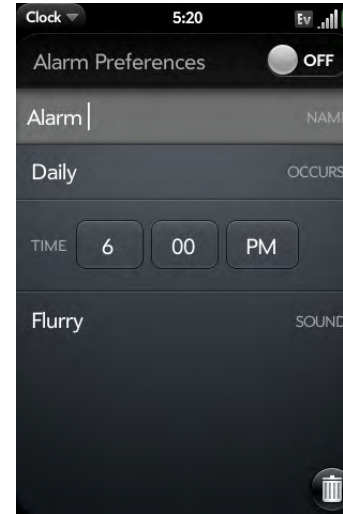 Clock 5:20 Ev
Alarm Preferences OFF
Alarm NAM
Daily OCCURS
TIME 6 00 PM
Flurry SOUND